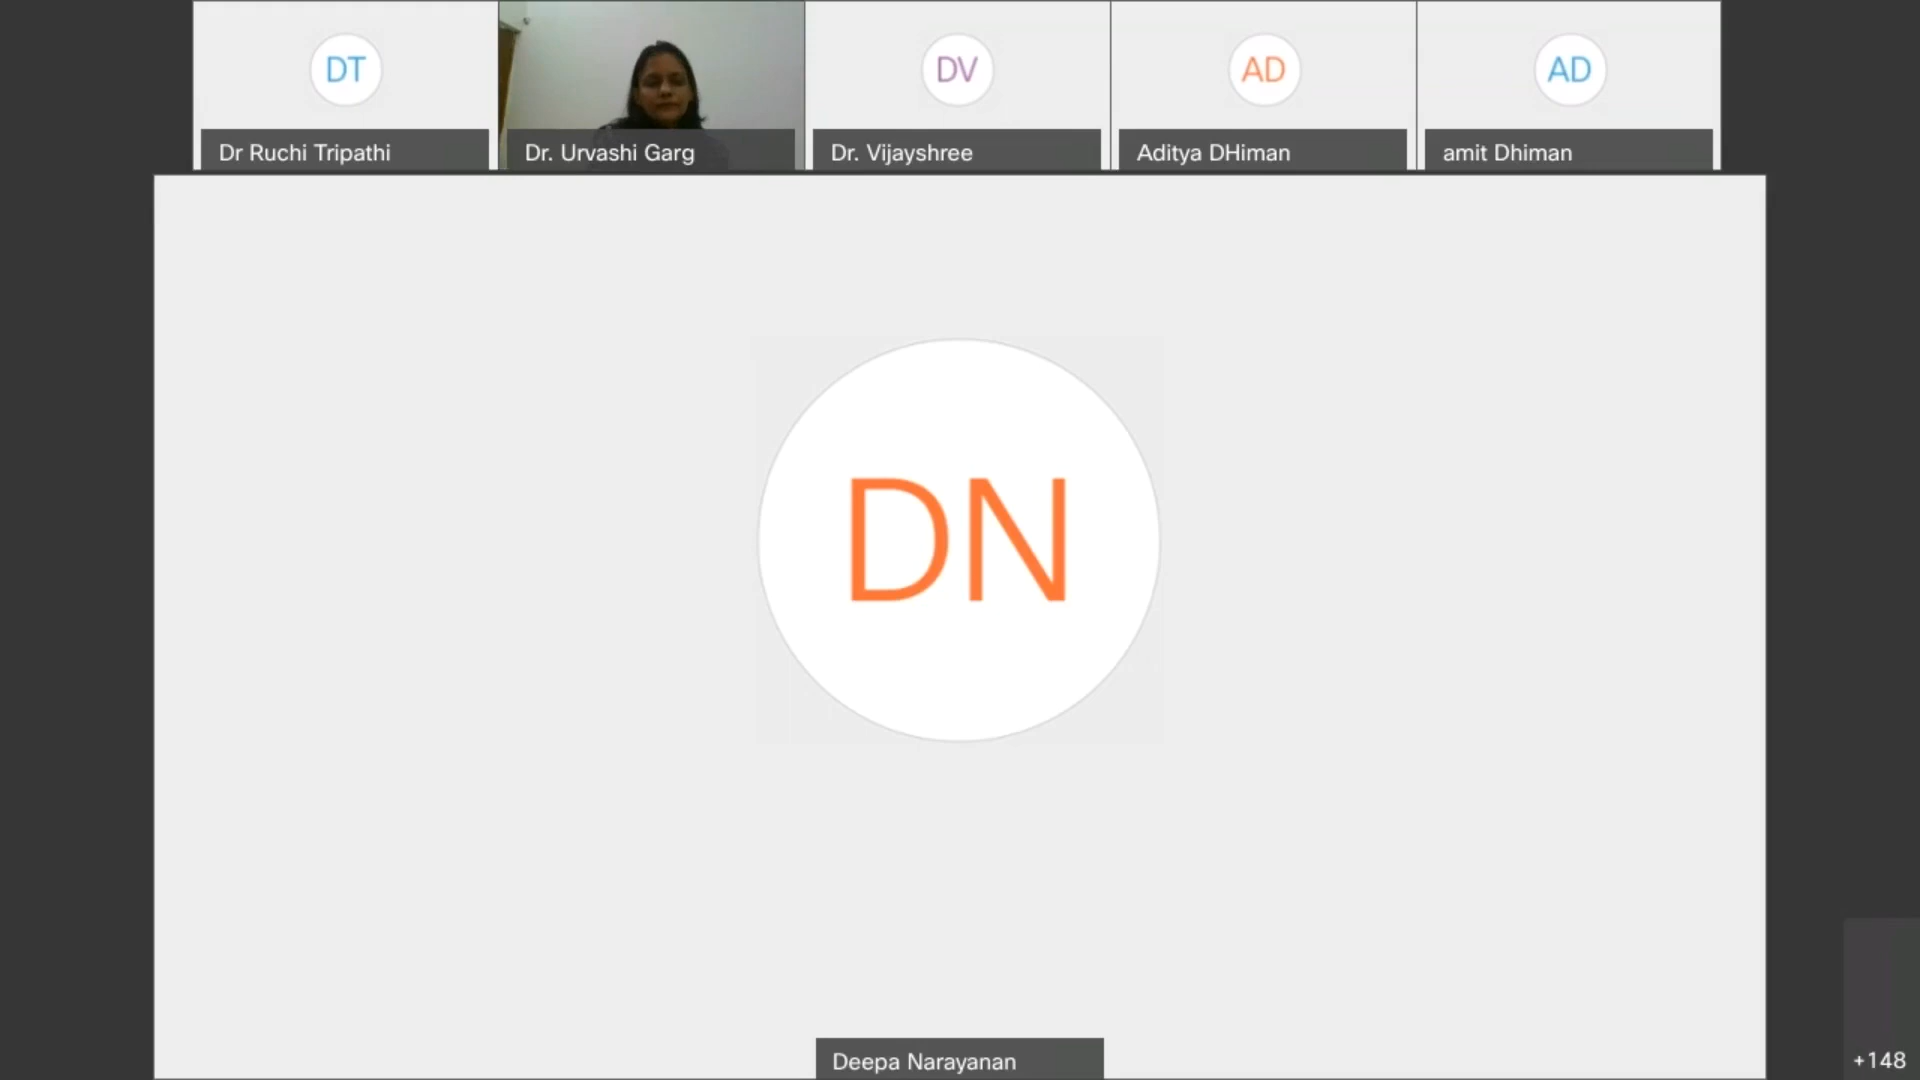 DT
DV
AD
AD
Dr Ruchi Tripathi
Dr. Urvashi Garg
Dr. Vijayshree
Aditya DHiman
amit Dhiman
DN
Deepa Narayanan
+148